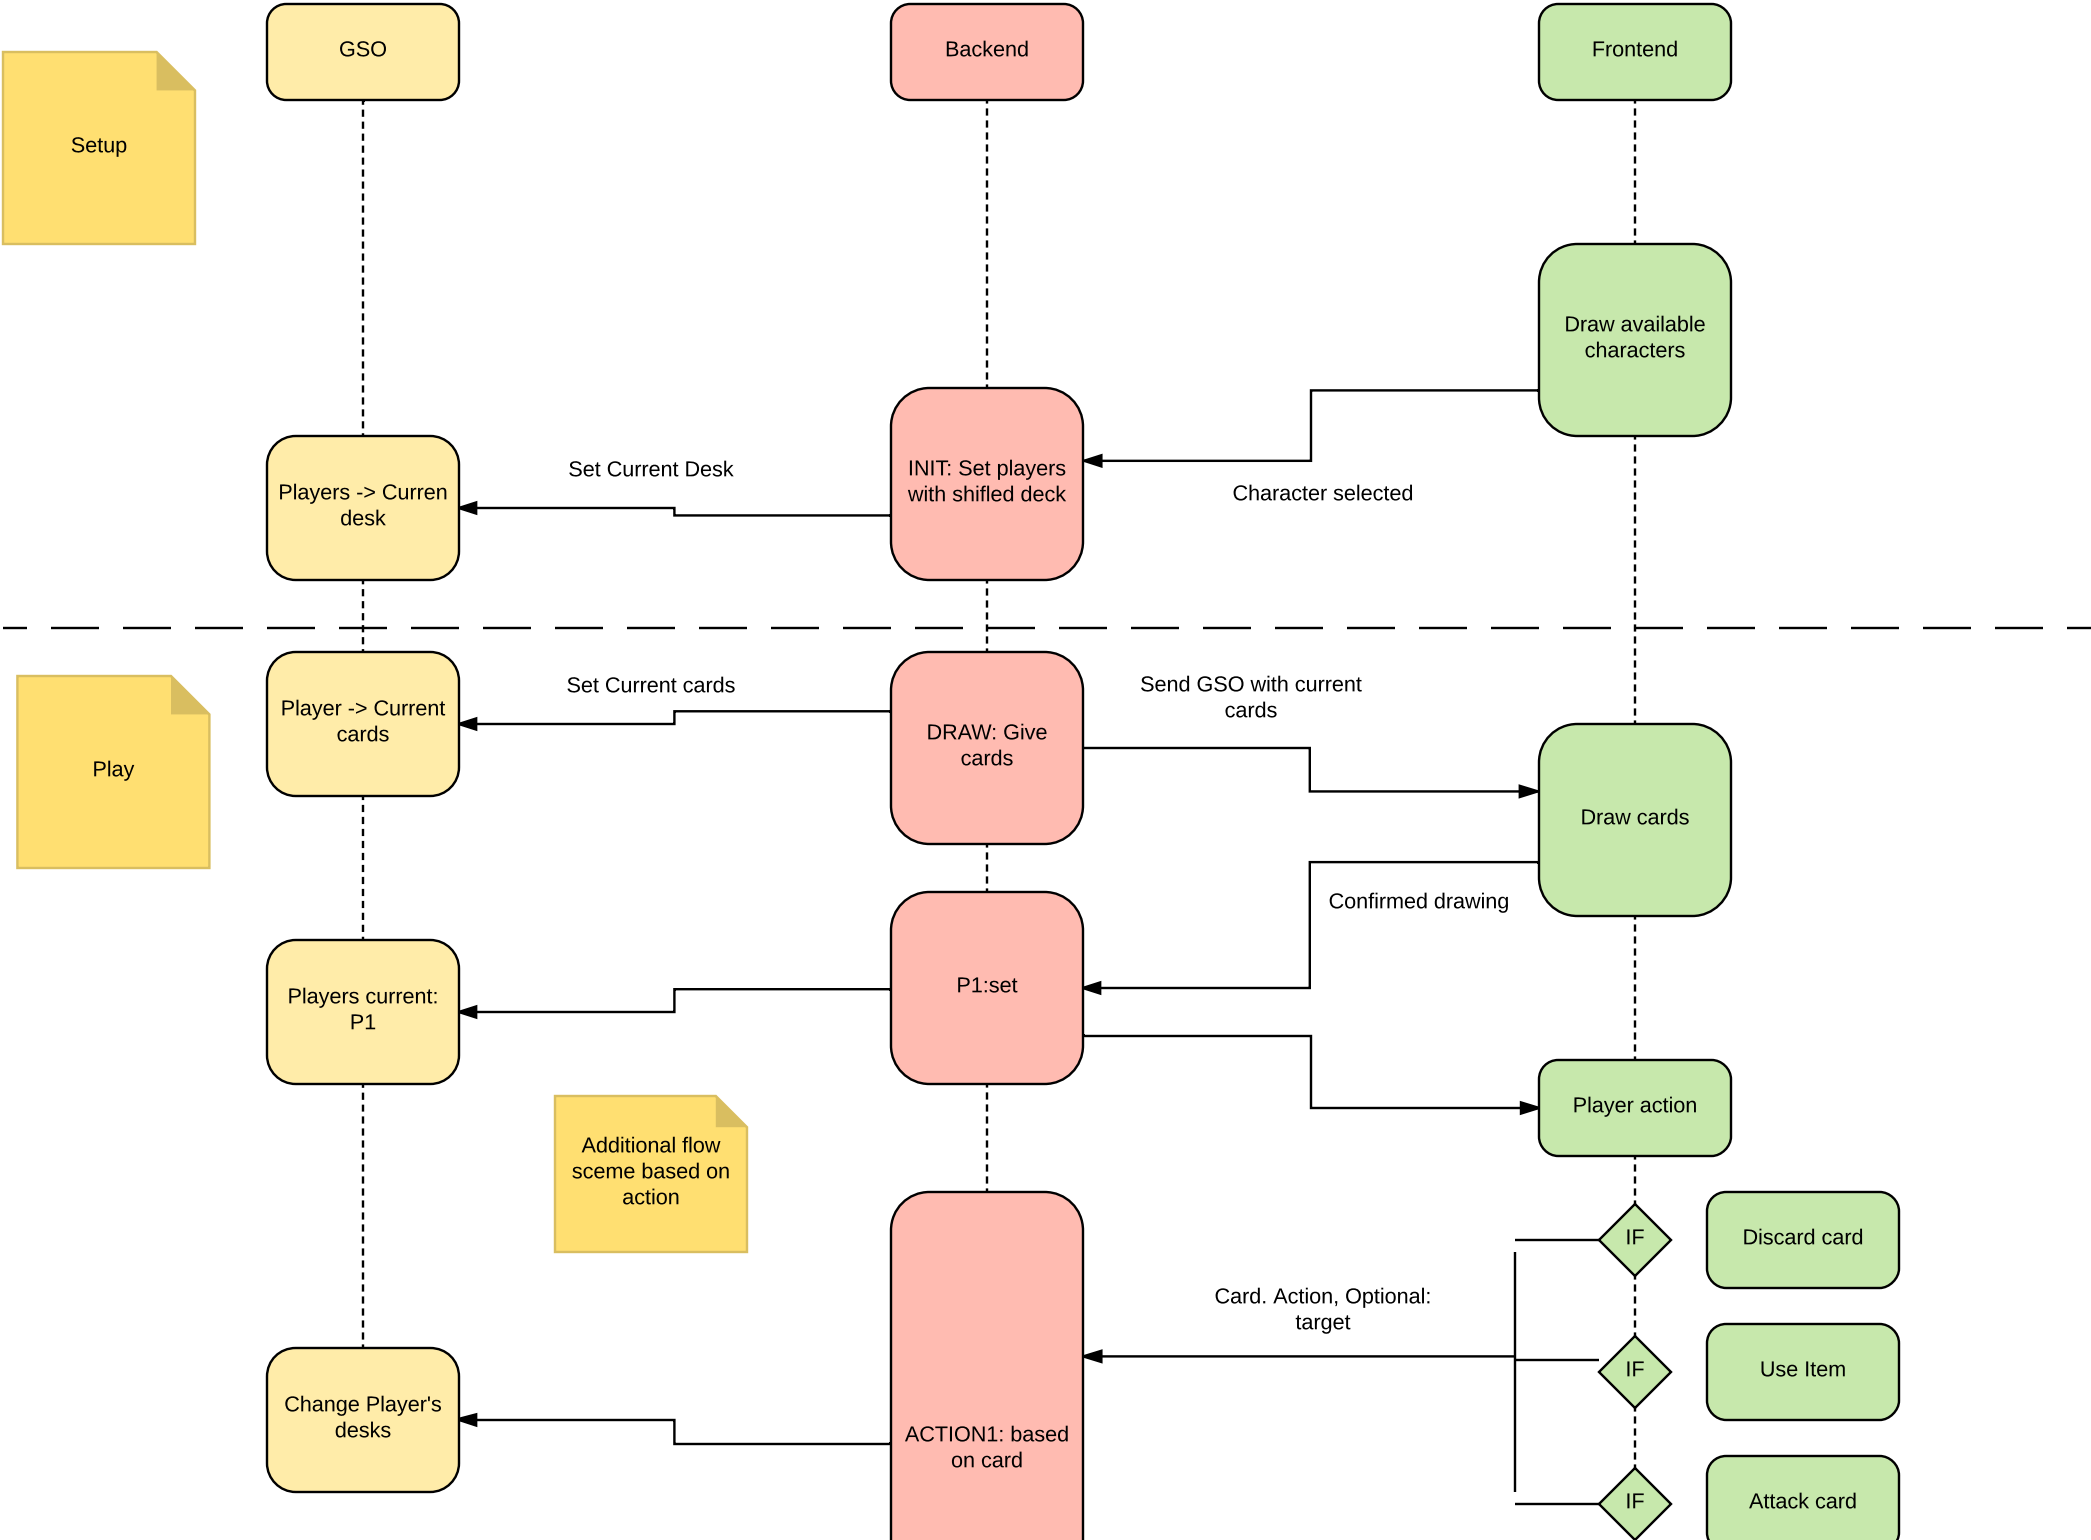 GSO
Backend
Frontend
Setup
Draw available
characters
INIT: Set players
with shifled deck
Set Current Desk
Players -> Curren
desk
Character selected
Play
Player -> Current
cards
Set Current cards
DRAW: Give
cards
Send GSO with current
cards
Draw cards
Confirmed drawing
P1:set
Players current:
P1
Player action
Additional flow
sceme based on
action
IF
Discard card
Card. Action, Optional:
target
IF
Use Item
Change Player's
desks
ACTION1: based
on card
IF
Attack card